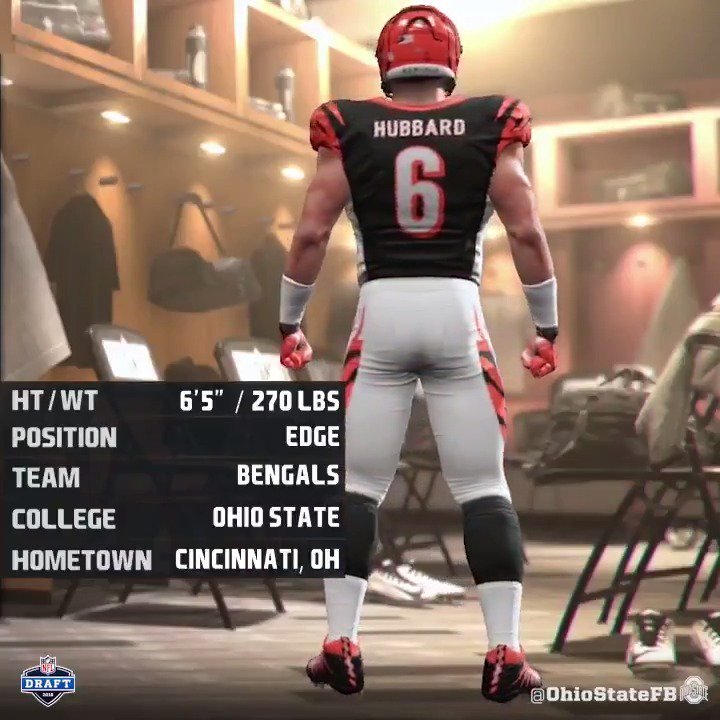 HUBBARD
6
HT/WT 6'5" / 270 LBS
POSITION EDGE
TEAM BENGALS
COLLEGE OHIO STATE
HOMETOWN CINCINNATI, OH
NFL
DRAFT
2018
@OhioStateFB